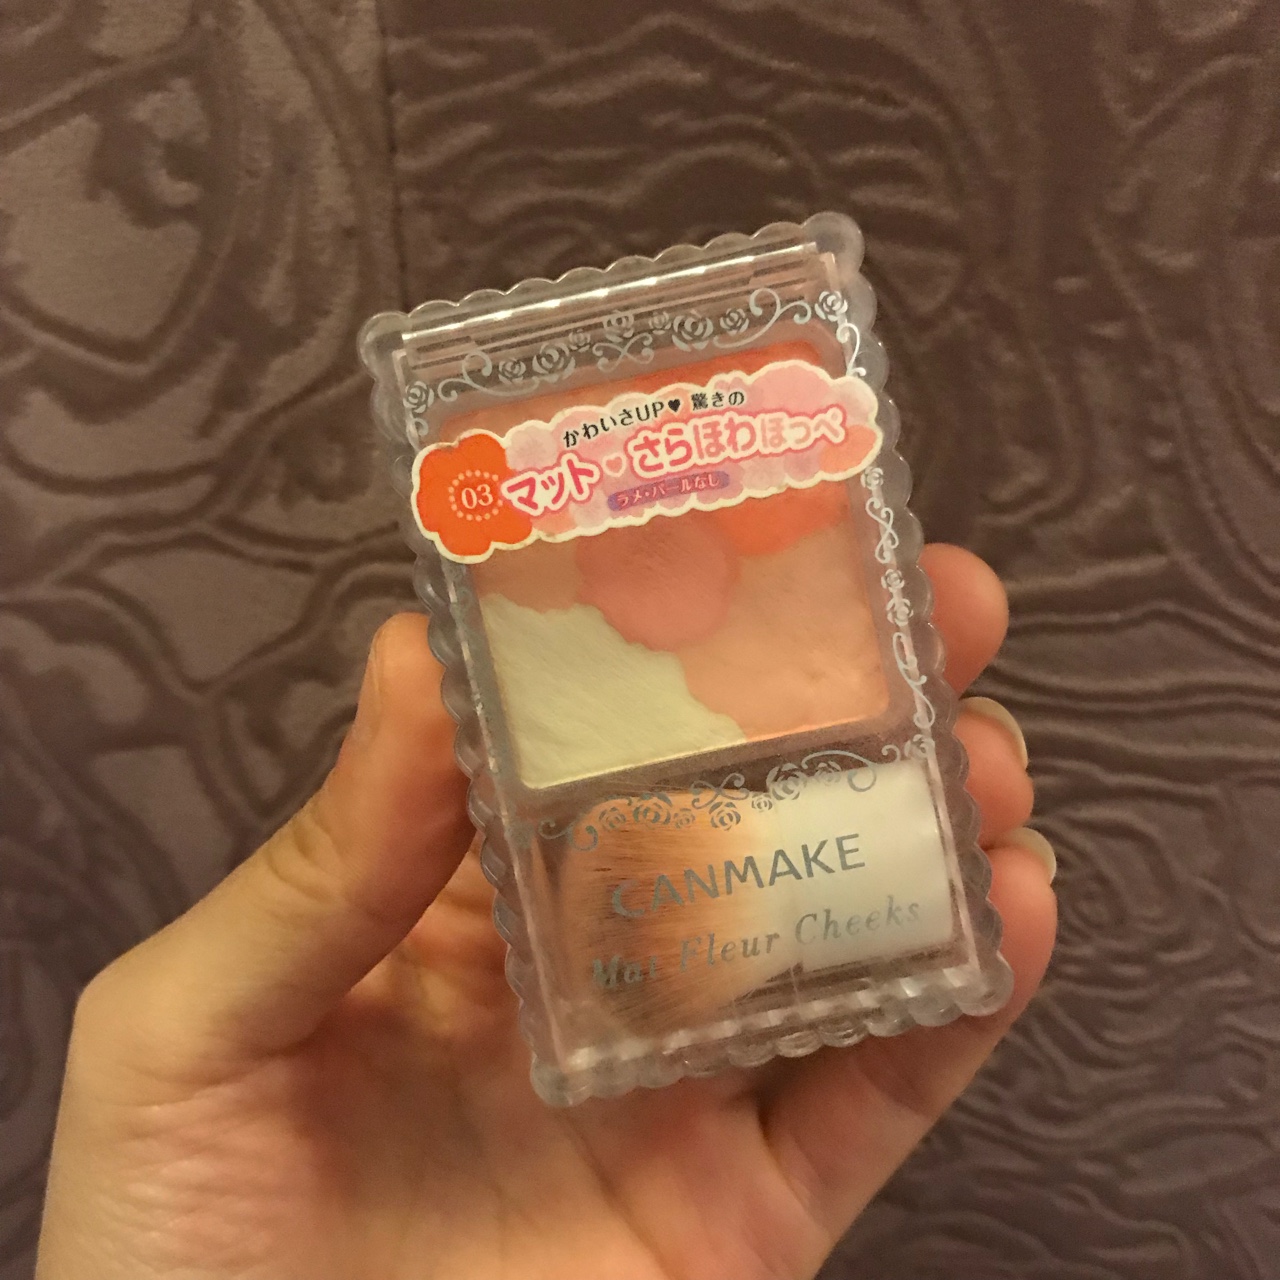 かわいさUP♥ 驚きの
03 マット♥さらほわほっぺ
ラメ・パールなし
CANMAKE
Mat Fleur Cheeks